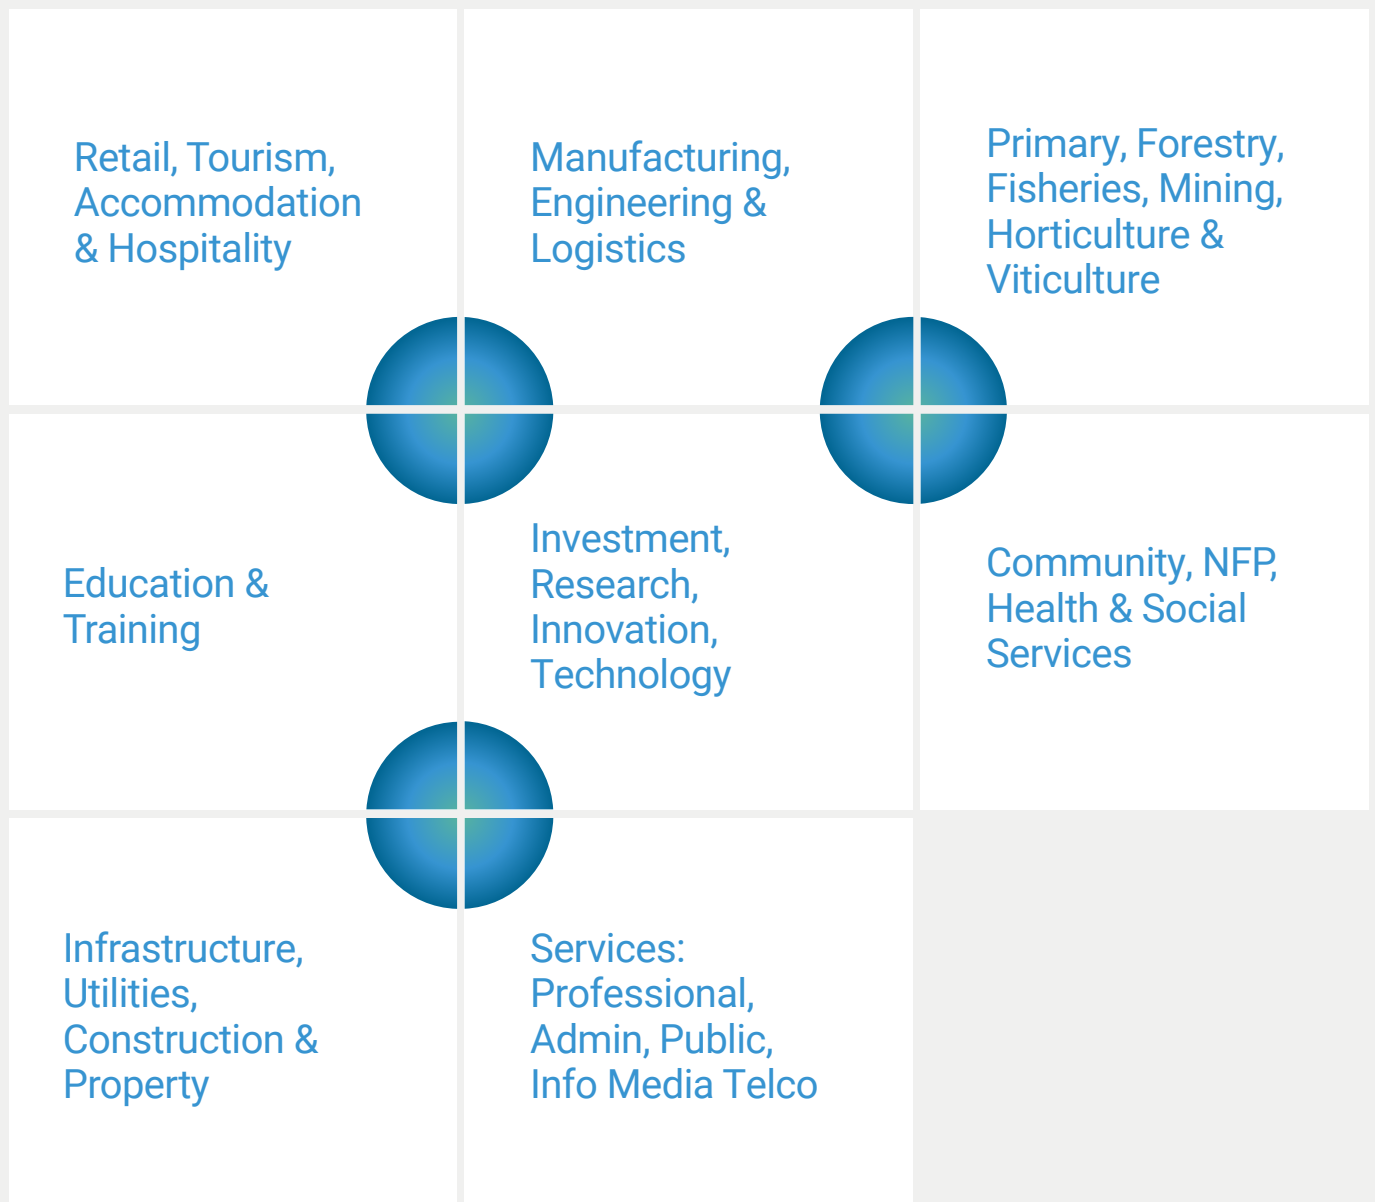 Retail, Tourism,
Accommodation
& Hospitality
Manufacturing,
Engineering &
Logistics
Primary, Forestry,
Fisheries, Mining,
Horticulture &
Viticulture
Education &
Training
Investment,
Research,
Innovation,
Technology
Community, NFP,
Health & Social
Services
Infrastructure,
Utilities,
Construction &
Property
Services:
Professional,
Admin, Public,
Info Media Telco